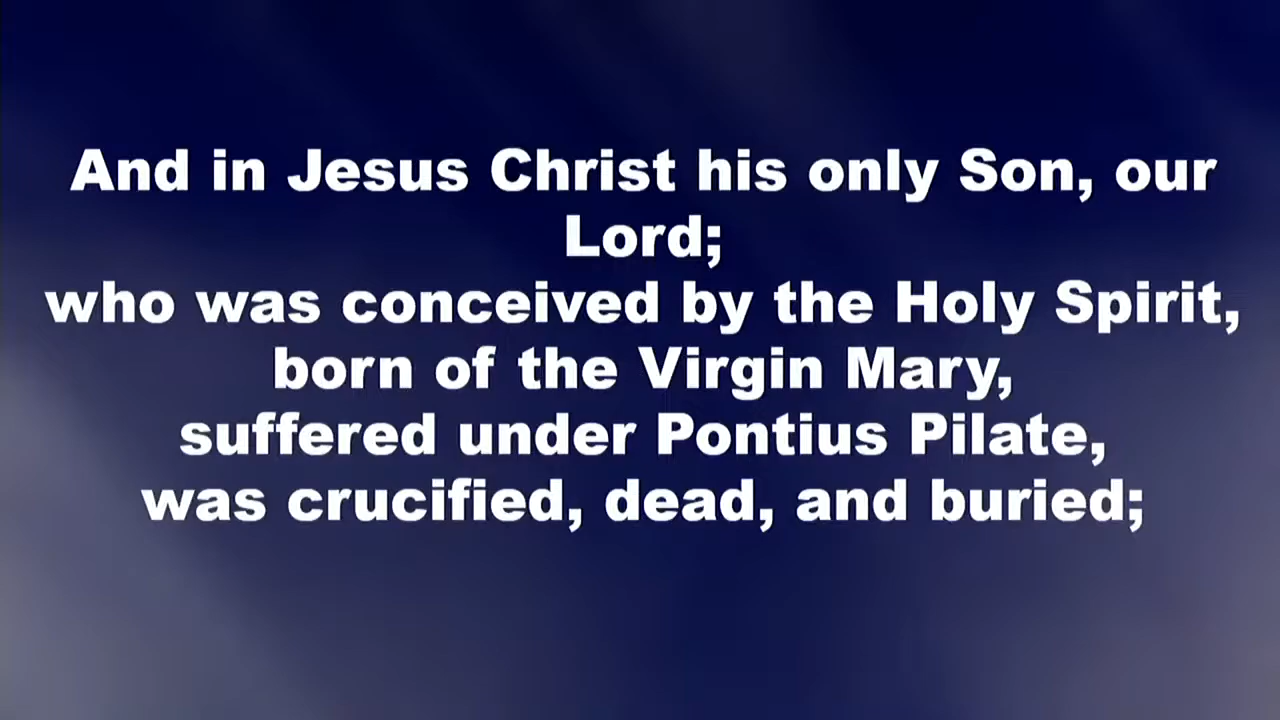 And in Jesus Christ his only Son, our
Lord;
who was conceived by the Holy Spirit,
born of the Virgin Mary,
suffered under Pontius Pilate,
was crucified, dead, and buried;